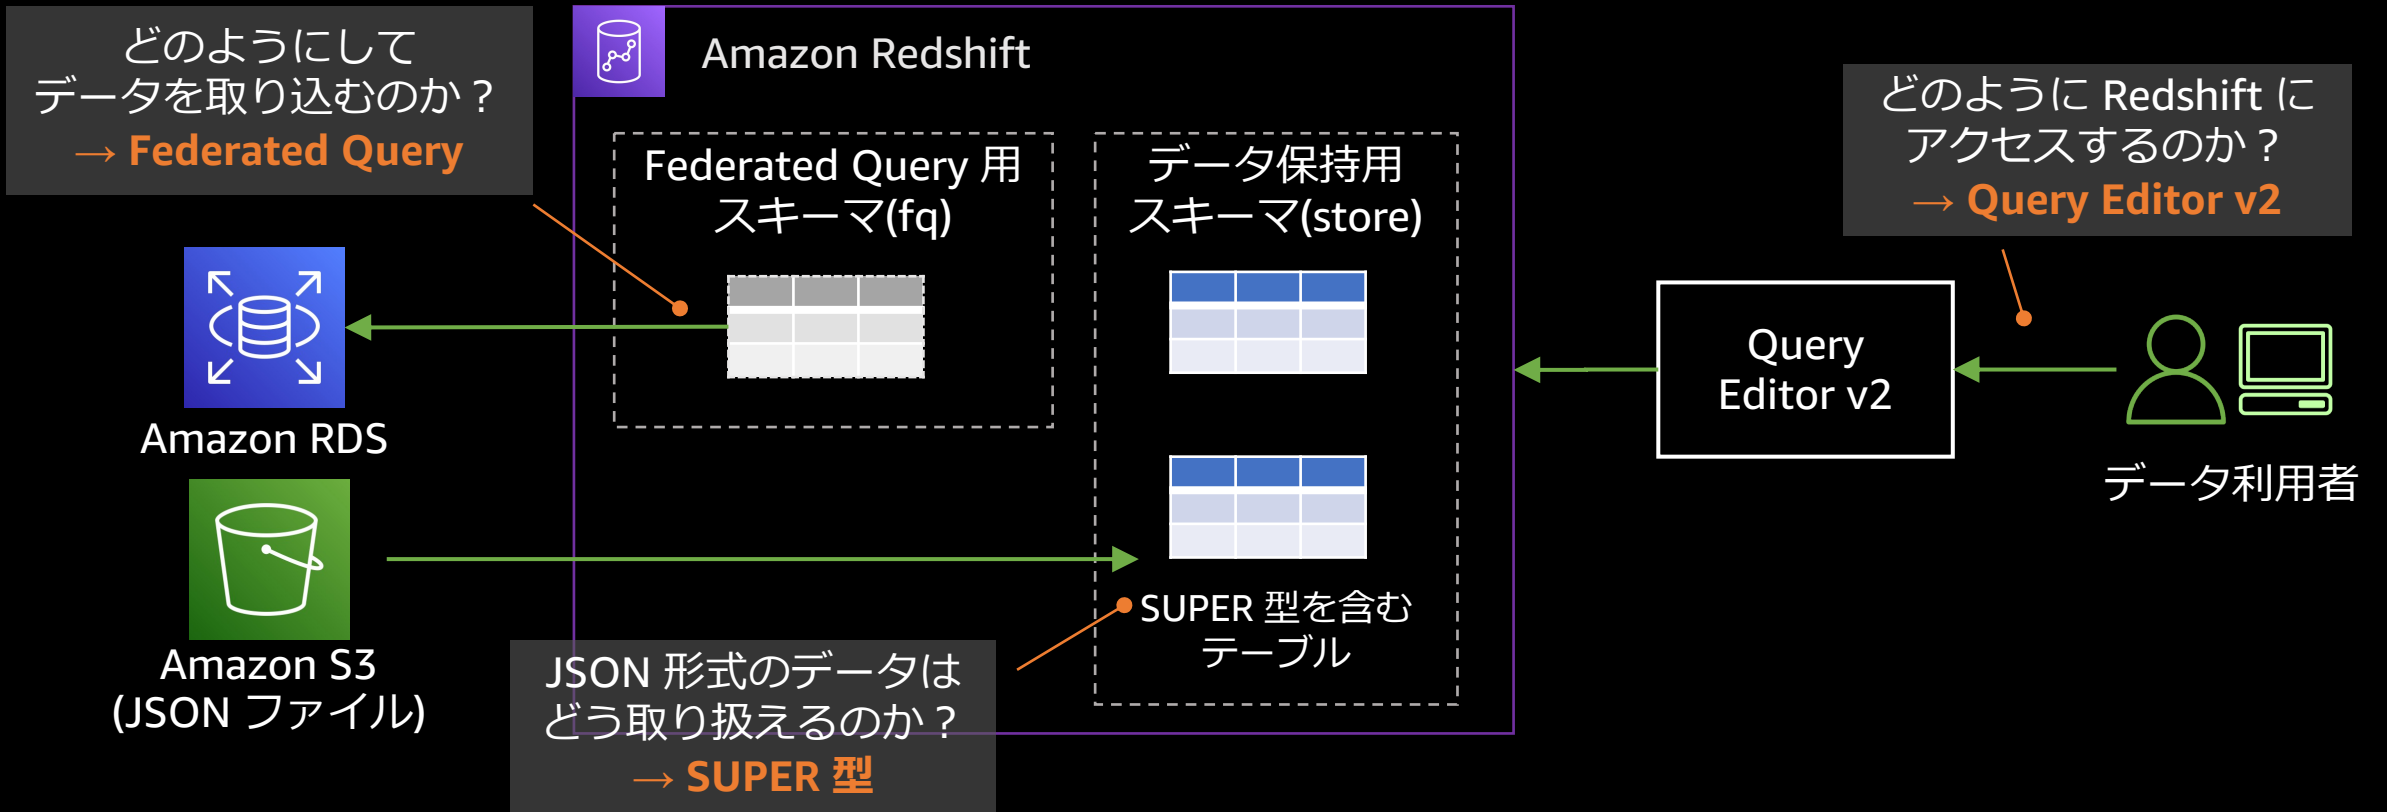 どのようにして
データを取り込むのか？
→ Federated Query
Amazon Redshift
どのように Redshift に
アクセスするのか？
→ Query Editor v2
Federated Query 用
スキーマ(fq)
データ保持用
スキーマ(store)
Amazon RDS
Query
Editor v2
データ利用者
SUPER 型を含む
テーブル
Amazon S3
(JSON ファイル)
JSON 形式のデータは
どう取り扱えるのか？
→ SUPER 型